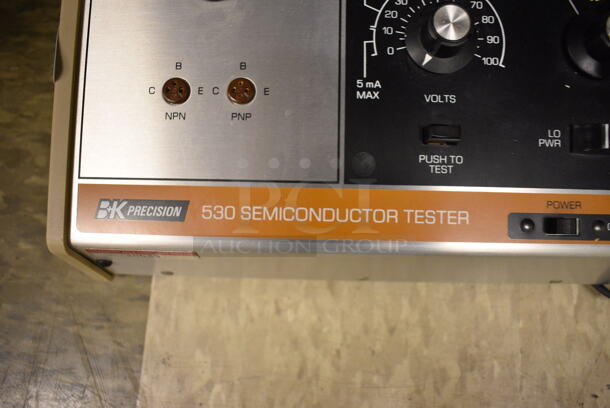 30
20
10
0
70
80
90
100
5 mA
MAX
VOLTS
B
B
C
E
C
E
NPN
PNP
PUSH TO
TEST
LO
PWR
BK PRECISION
530 SEMICONDUCTOR TESTER
POWER
PCI
AUCTION GROUP